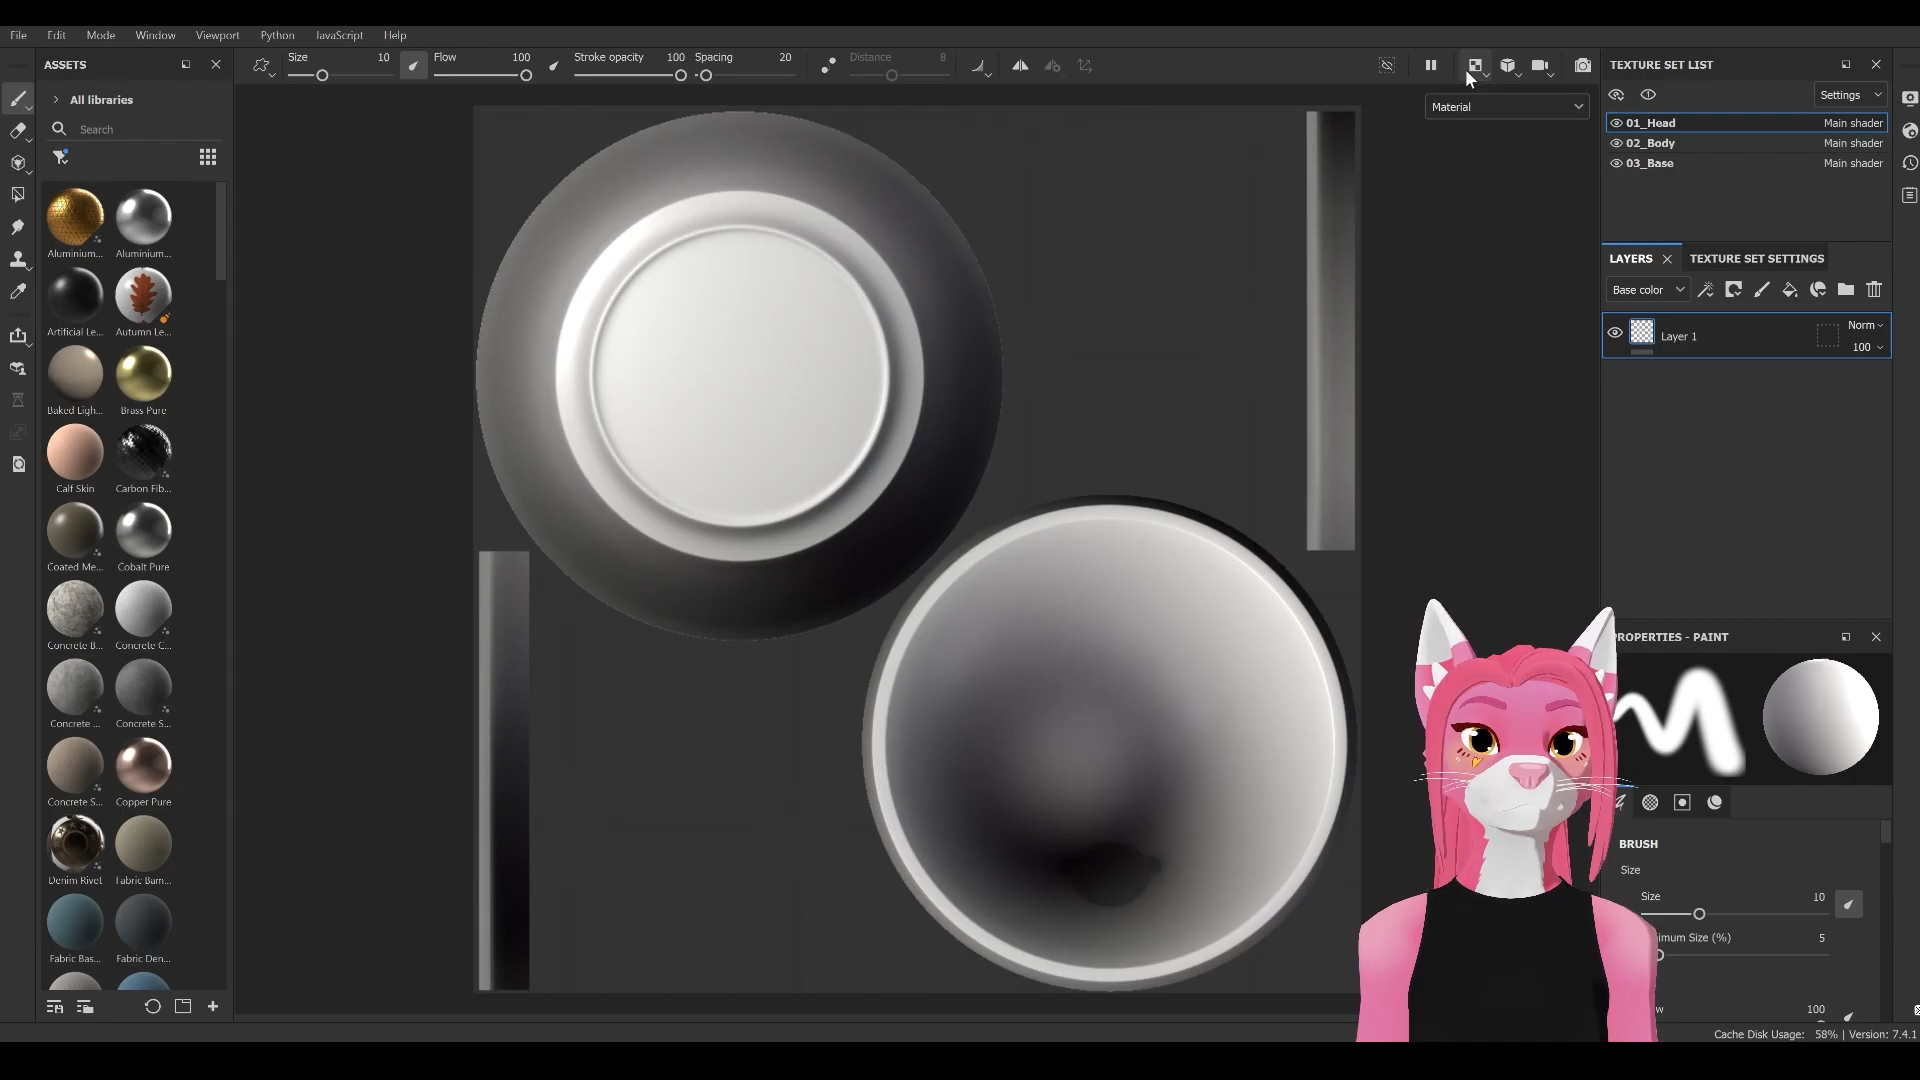 File Edit Mode Window Viewport Python JavaScript Help
ASSETS
Size 10 Flow 100 Stroke opacity 100 Spacing 20 Distance 8
TEXTURE SET LIST
All libraries
Search
Material
Settings
01_Head Main shader
02_Body Main shader
03_Base Main shader
LAYERS TEXTURE SET SETTINGS
Base color
Layer 1
Norm
100
Aluminium... Aluminium...
Artificial Le... Autumn Le...
Baked Ligh... Brass Pure
Calf Skin Carbon Fib...
Coated Me... Cobalt Pure
Concrete B... Concrete C...
Concrete ... Concrete S...
Concrete S... Copper Pure
Denim Rivet Fabric Bam...
Fabric Bas... Fabric Den...
PROPERTIES - PAINT
BRUSH
Size
Size 10
imum Size (%) 5
w 100
Cache Disk Usage: 58% | Version: 7.4.1